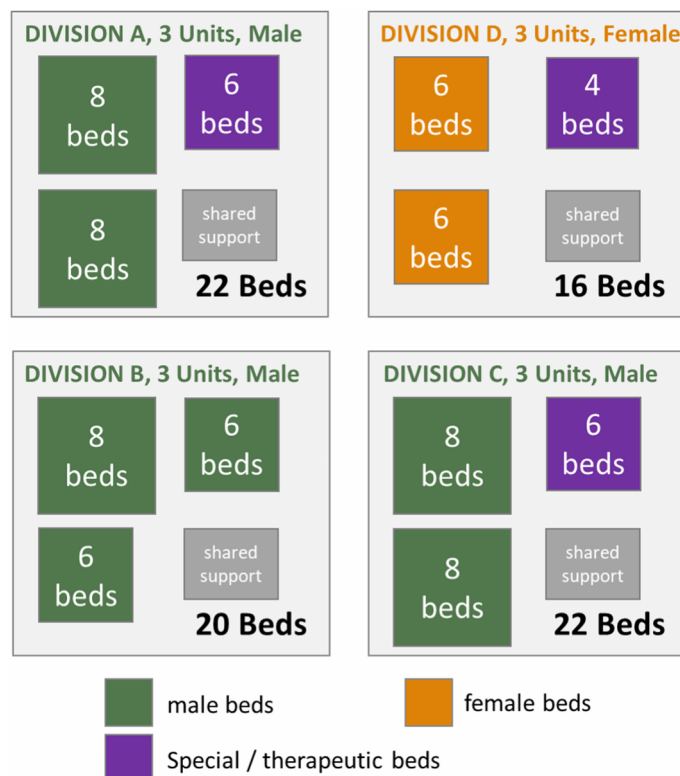 DIVISION A, 3 Units, Male
8
beds
6
beds
8
beds
shared
support
22 Beds
DIVISION D, 3 Units, Female
6
beds
4
beds
6
beds
shared
support
16 Beds
DIVISION B, 3 Units, Male
8
beds
6
beds
6
beds
shared
support
20 Beds
DIVISION C, 3 Units, Male
8
beds
6
beds
8
beds
shared
support
22 Beds
male beds
female beds
Special / therapeutic beds